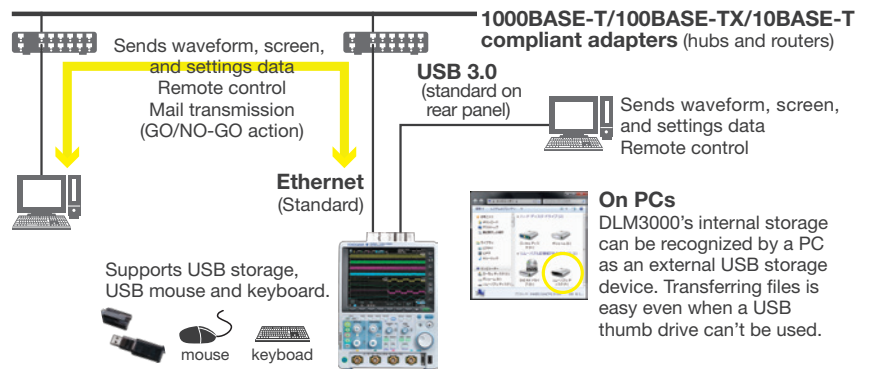 1000BASE-T/100BASE-TX/10BASE-T
compliant adapters (hubs and routers)
Sends waveform, screen,
and settings data
Remote control
Mail transmission
(GO/NO-GO action)
USB 3.0
(standard on
rear panel)
Sends waveform, screen,
and settings data
Remote control
Ethernet
(Standard)
On PCs
DLM3000's internal storage
can be recognized by a PC
as an external USB storage
device. Transferring files is
easy even when a USB
thumb drive can't be used.
Supports USB storage,
USB mouse and keyboard.
mouse
keyboad